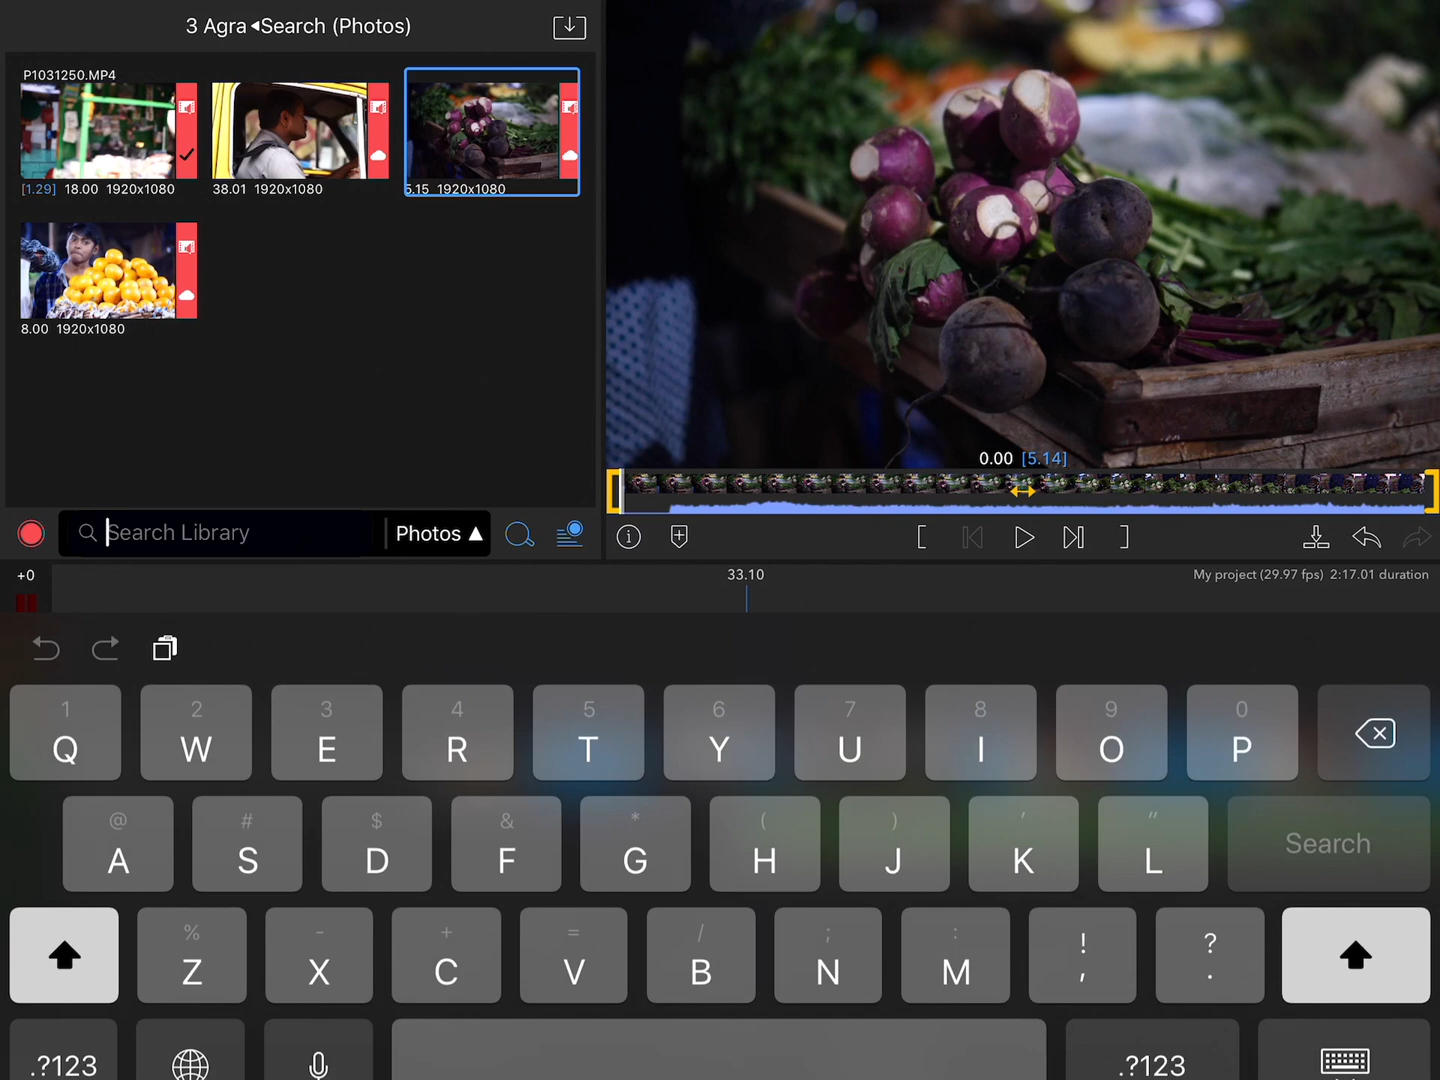 3 Agra◂Search (Photos)
P1031250.MP4
[1.29] 18.00 1920x1080
38.01 1920x1080
5.15 1920x1080
8.00 1920x1080
0.00 [5.14]
Search Library
Photos ▲
+0
33.10
My project (29.97 fps) 2:17.01 duration
1 2 3 4 5 6 7 8 9 0
Q W E R T Y U I O P
@ # $ & * ( ) ' "
A S D F G H J K L
Search
% - + = / ; : ! ?
Z X C V B N M , .
.?123
.?123